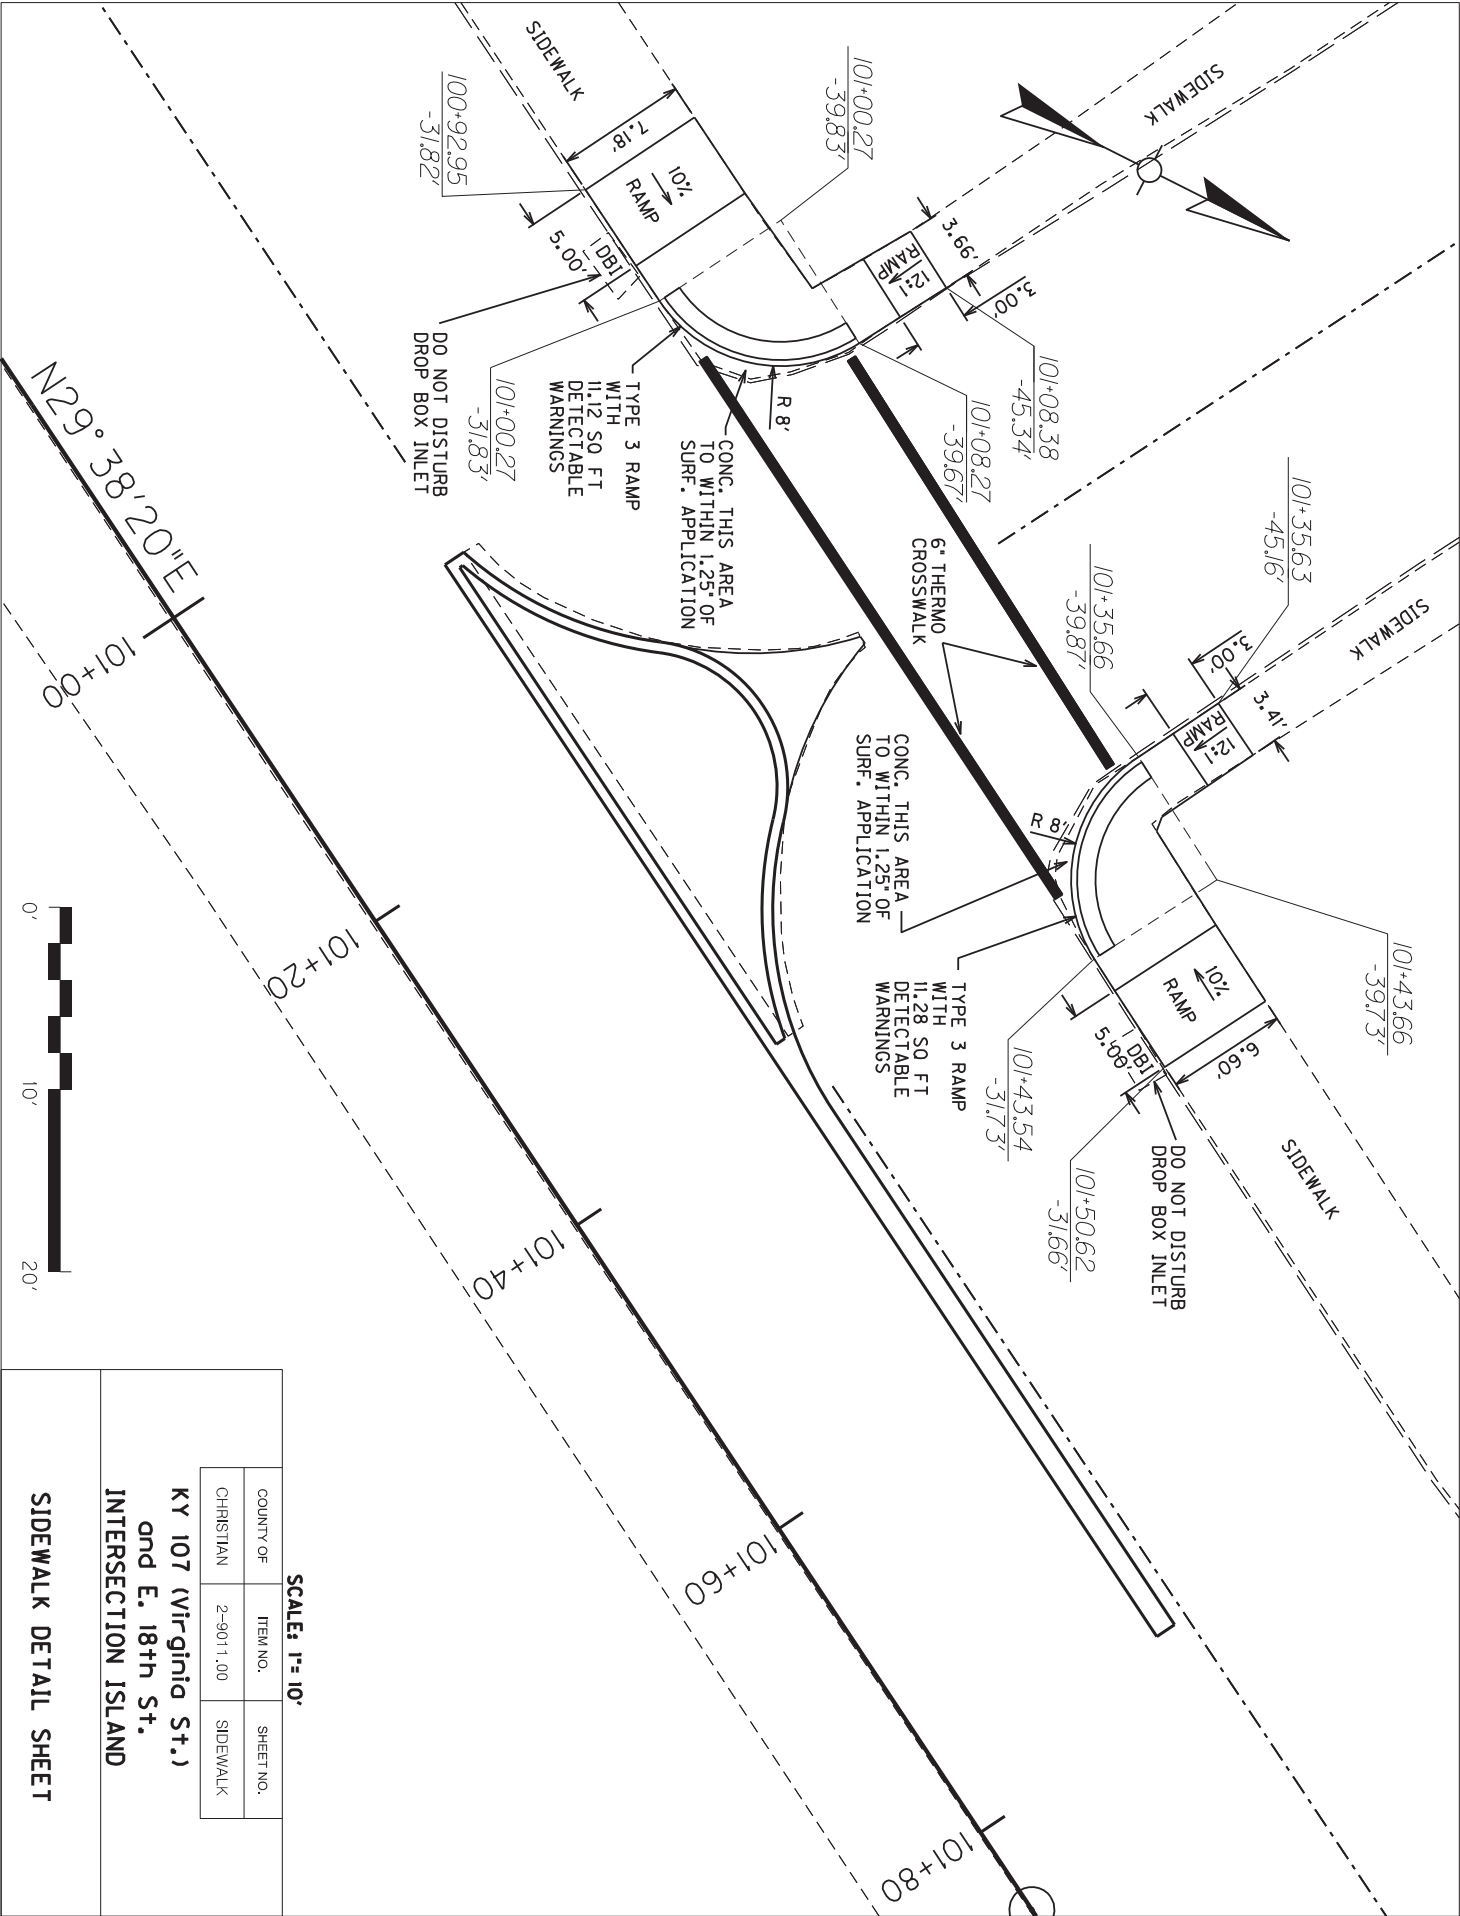 SIDEWALK
SIDEWALK
101+00.27
-39.83'
100+92.95
-31.82'
7.18'
10%
RAMP
5.00'
DBI
3.66'
12:1
RAMP
3.00'
101+08.38
-45.34'
101+08.27
-39.67'
R 8'
DO NOT DISTURB
DROP BOX INLET
101+00.27
-31.83'
TYPE 3 RAMP
WITH
11.12 SQ FT
DETECTABLE
WARNINGS
CONC. THIS AREA
TO WITHIN 1.25" OF
SURF. APPLICATION
6" THERMO
CROSSWALK
101+35.63
-45.16'
101+35.66
-39.87'
SIDEWALK
3.00'
3.41'
12:1
RAMP
R 8'
CONC. THIS AREA
TO WITHIN 1.25" OF
SURF. APPLICATION
101+43.66
-39.73'
10%
RAMP
6.60'
5.00'
DBI
TYPE 3 RAMP
WITH
11.28 SQ FT
DETECTABLE
WARNINGS
101+43.54
-31.73'
101+50.62
-31.66'
DO NOT DISTURB
DROP BOX INLET
SIDEWALK
N29°38'20"E
101+00
101+20
101+40
101+60
101+80
0'
10'
20'
SCALE: 1"= 10'
COUNTY OF
ITEM NO.
SHEET NO.
CHRISTIAN
2-9011.00
SIDEWALK
KY 107 (Virginia St.)
and E. 18th St.
INTERSECTION ISLAND
SIDEWALK DETAIL SHEET